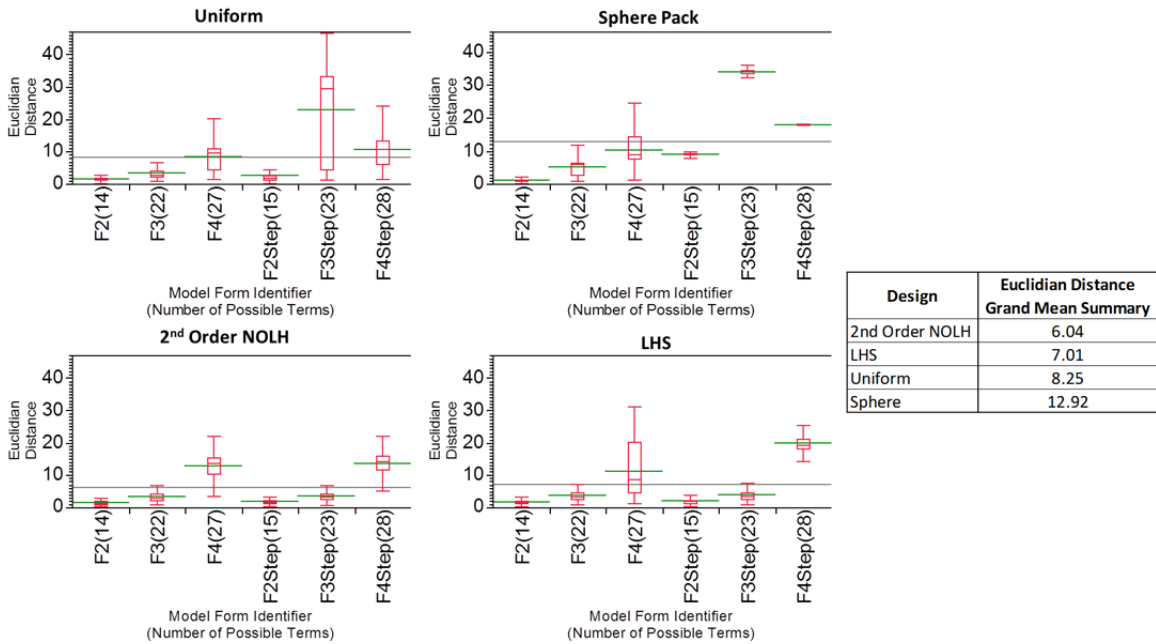 Uniform
Euclidian
Distance
40
30
20
10
0
F2(14)
F3(22)
F4(27)
F2Step(15)
F3Step(23)
F4Step(28)
Model Form Identifier
(Number of Possible Terms)
Sphere Pack
Euclidian
Distance
40
30
20
10
0
F2(14)
F3(22)
F4(27)
F2Step(15)
F3Step(23)
F4Step(28)
Model Form Identifier
(Number of Possible Terms)
2nd Order NOLH
Euclidian
Distance
40
30
20
10
0
F2(14)
F3(22)
F4(27)
F2Step(15)
F3Step(23)
F4Step(28)
Model Form Identifier
(Number of Possible Terms)
LHS
Euclidian
Distance
40
30
20
10
0
F2(14)
F3(22)
F4(27)
F2Step(15)
F3Step(23)
F4Step(28)
Model Form Identifier
(Number of Possible Terms)
Design Euclidian Distance
Grand Mean Summary
2nd Order NOLH 6.04
LHS 7.01
Uniform 8.25
Sphere 12.92